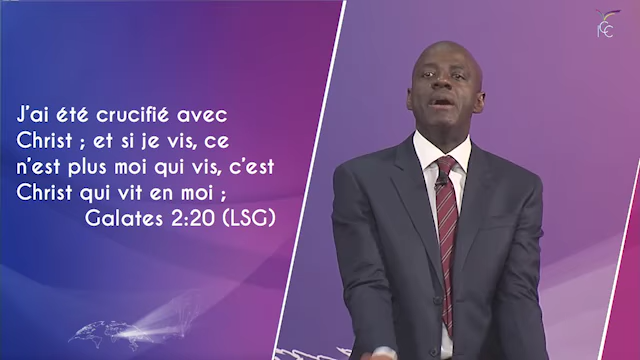 J'ai été crucifié avec
Christ ; et si je vis, ce
n'est plus moi qui vis, c'est
Christ qui vit en moi ;
Galates 2:20 (LSG)
ICC